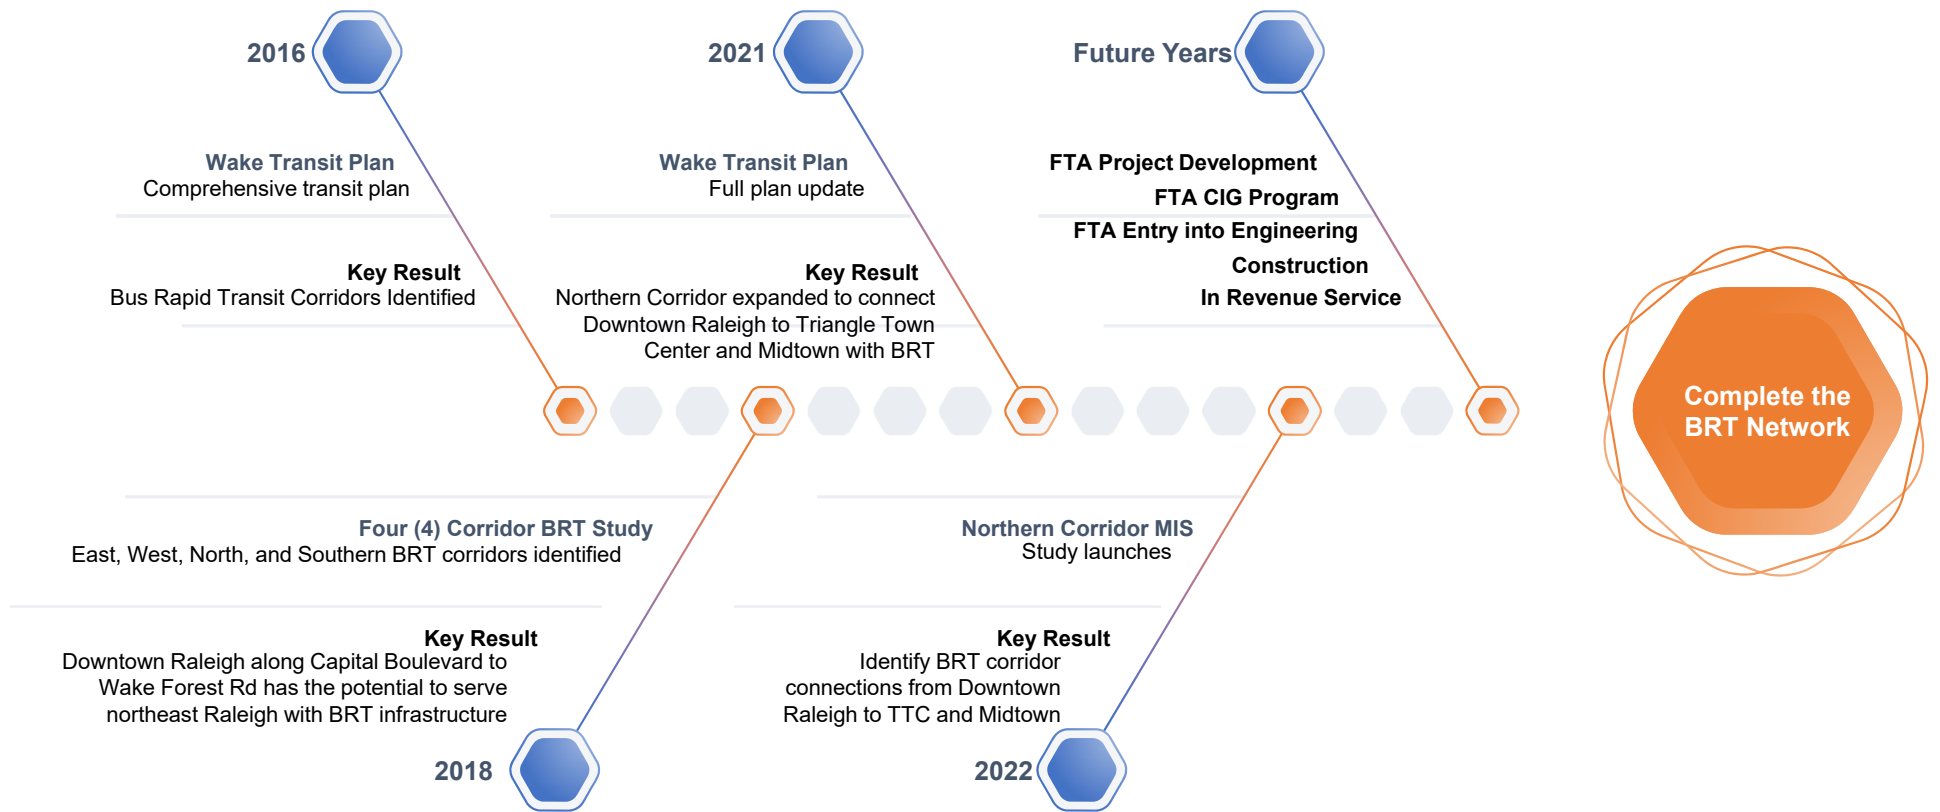 2016
Wake Transit Plan
Comprehensive transit plan
Key Result
Bus Rapid Transit Corridors Identified
2021
Wake Transit Plan
Full plan update
Key Result
Northern Corridor expanded to connect
Downtown Raleigh to Triangle Town
Center and Midtown with BRT
Future Years
FTA Project Development
FTA CIG Program
FTA Entry into Engineering
Construction
In Revenue Service
Complete the
BRT Network
Four (4) Corridor BRT Study
East, West, North, and Southern BRT corridors identified
Key Result
Downtown Raleigh along Capital Boulevard to
Wake Forest Rd has the potential to serve
northeast Raleigh with BRT infrastructure
2018
Northern Corridor MIS
Study launches
Key Result
Identify BRT corridor
connections from Downtown
Raleigh to TTC and Midtown
2022